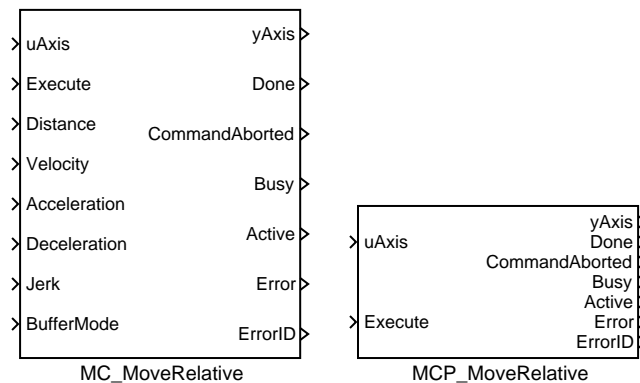 uAxis
Execute
Distance
Velocity
Acceleration
Deceleration
Jerk
BufferMode
yAxis
Done
CommandAborted
Busy
Active
Error
ErrorID
MC_MoveRelative
uAxis
Execute
yAxis
Done
CommandAborted
Busy
Active
Error
ErrorID
MCP_MoveRelative